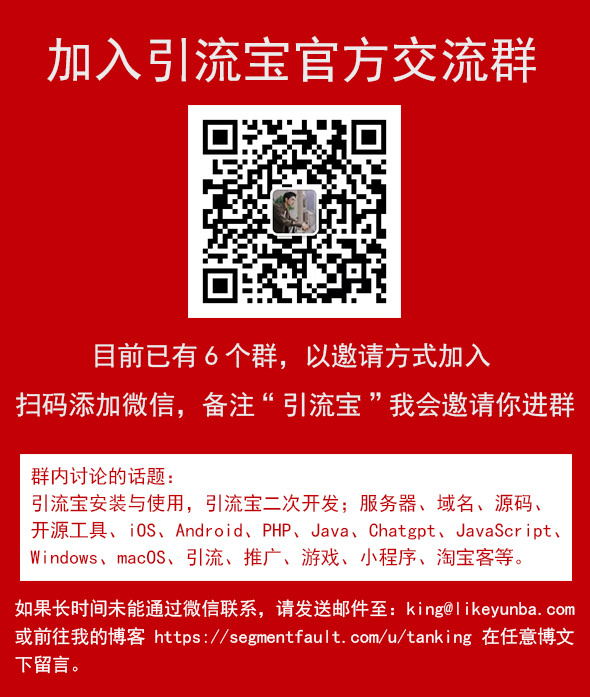 加入引流宝官方交流群
目前已有6个群，以邀请方式加入
扫码添加微信，备注“引流宝”我会邀请你进群
群内讨论的话题：
引流宝安装与使用，引流宝二次开发；服务器、域名、源码、
开源工具、iOS、Android、PHP、Java、Chatgpt、JavaScript、
Windows、macOS、引流、推广、游戏、小程序、淘宝客等。
如果长时间未能通过微信联系，请发送邮件至：king@likeyunba.com
或前往我的博客 https://segmentfault.com/u/tanking 在任意博文
下留言。